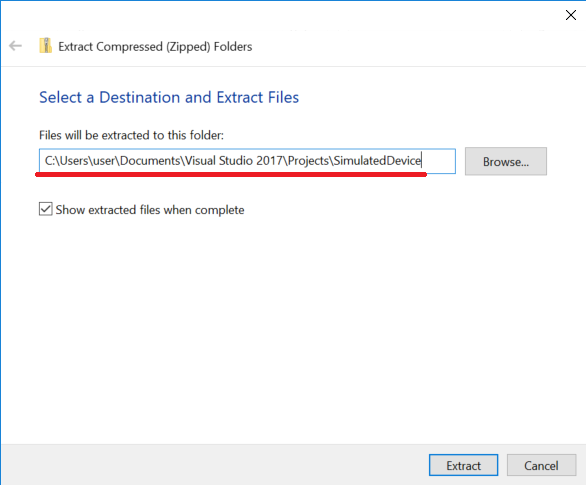 Extract Compressed (Zipped) Folders
Select a Destination and Extract Files
Files will be extracted to this folder:
C:\Users\user\Documents\Visual Studio 2017\Projects\SimulatedDevice
Browse...
Show extracted files when complete
Extract
Cancel